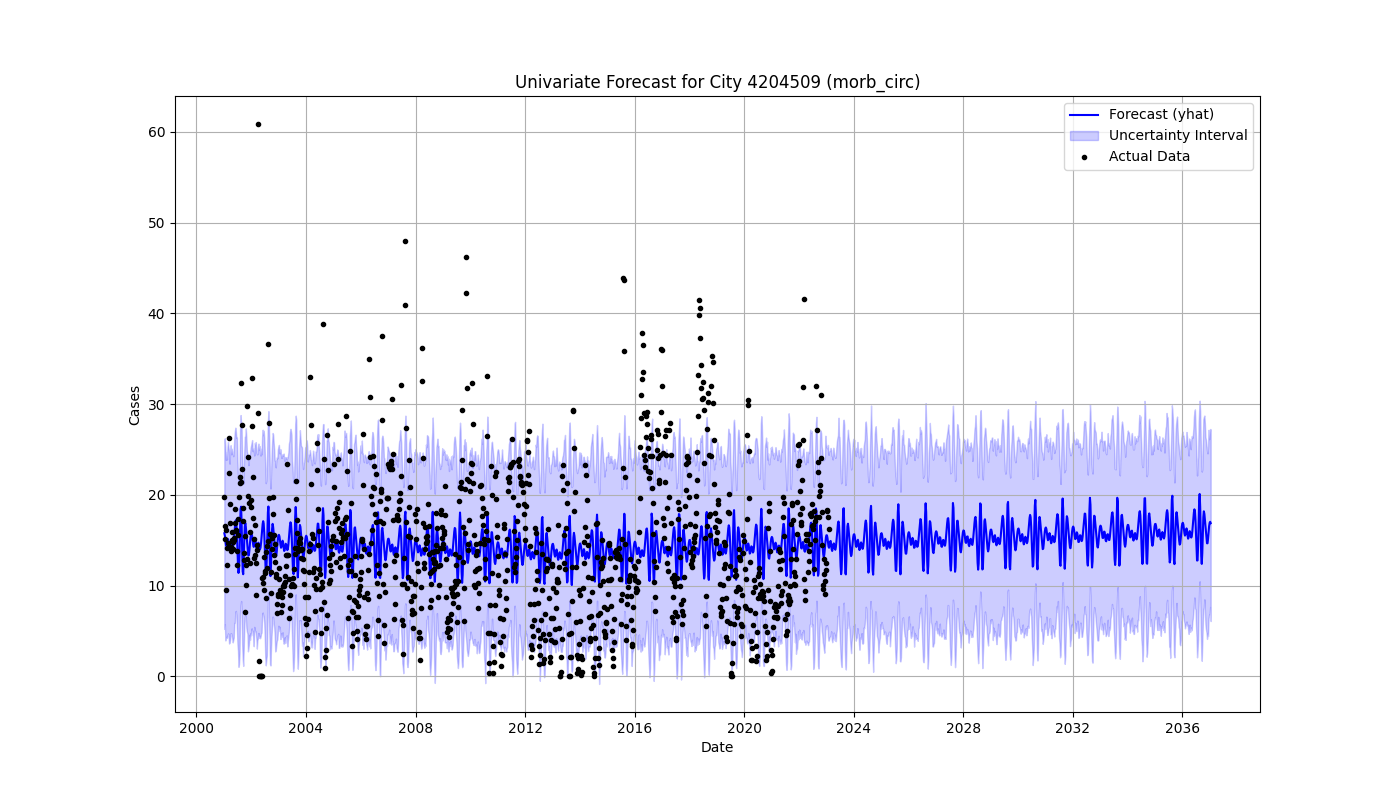 Univariate Forecast for City 4204509 (morb_circ)
Forecast (yhat)
Uncertainty Interval
Actual Data
60
50
40
30
20
10
0
Cases
2000 2004 2008 2012 2016 2020 2024 2028 2032 2036
Date